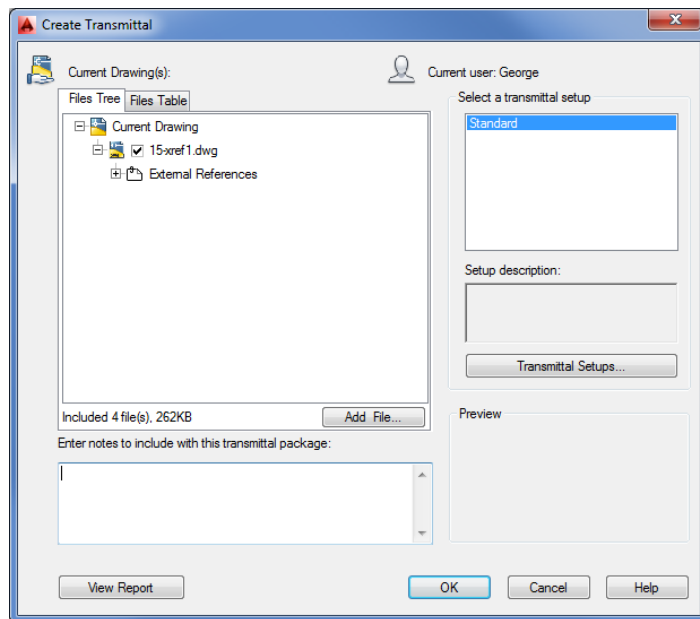 Create Transmittal
Current Drawing(s):
Current user: George
Files Tree
Files Table
Current Drawing
15-xref1.dwg
External References
Included 4 file(s), 262KB
Add File...
Enter notes to include with this transmittal package:
Select a transmittal setup
Standard
Setup description:
Transmittal Setups...
Preview
View Report
OK
Cancel
Help